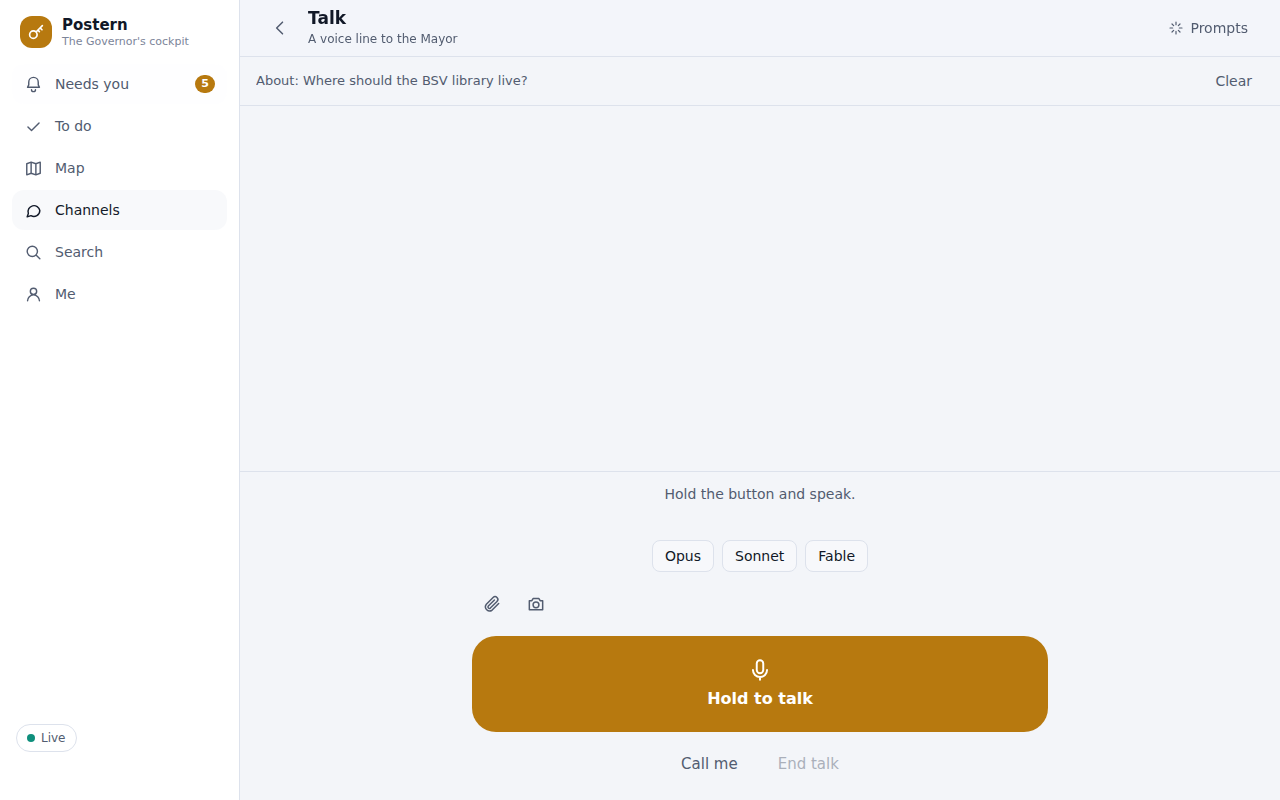 Postern
The Governor's cockpit
Needs you
5
To do
Map
Channels
Search
Me
Live
Talk
A voice line to the Mayor
Prompts
About: Where should the BSV library live?
Clear
Hold the button and speak.
Opus
Sonnet
Fable
Hold to talk
Call me
End talk